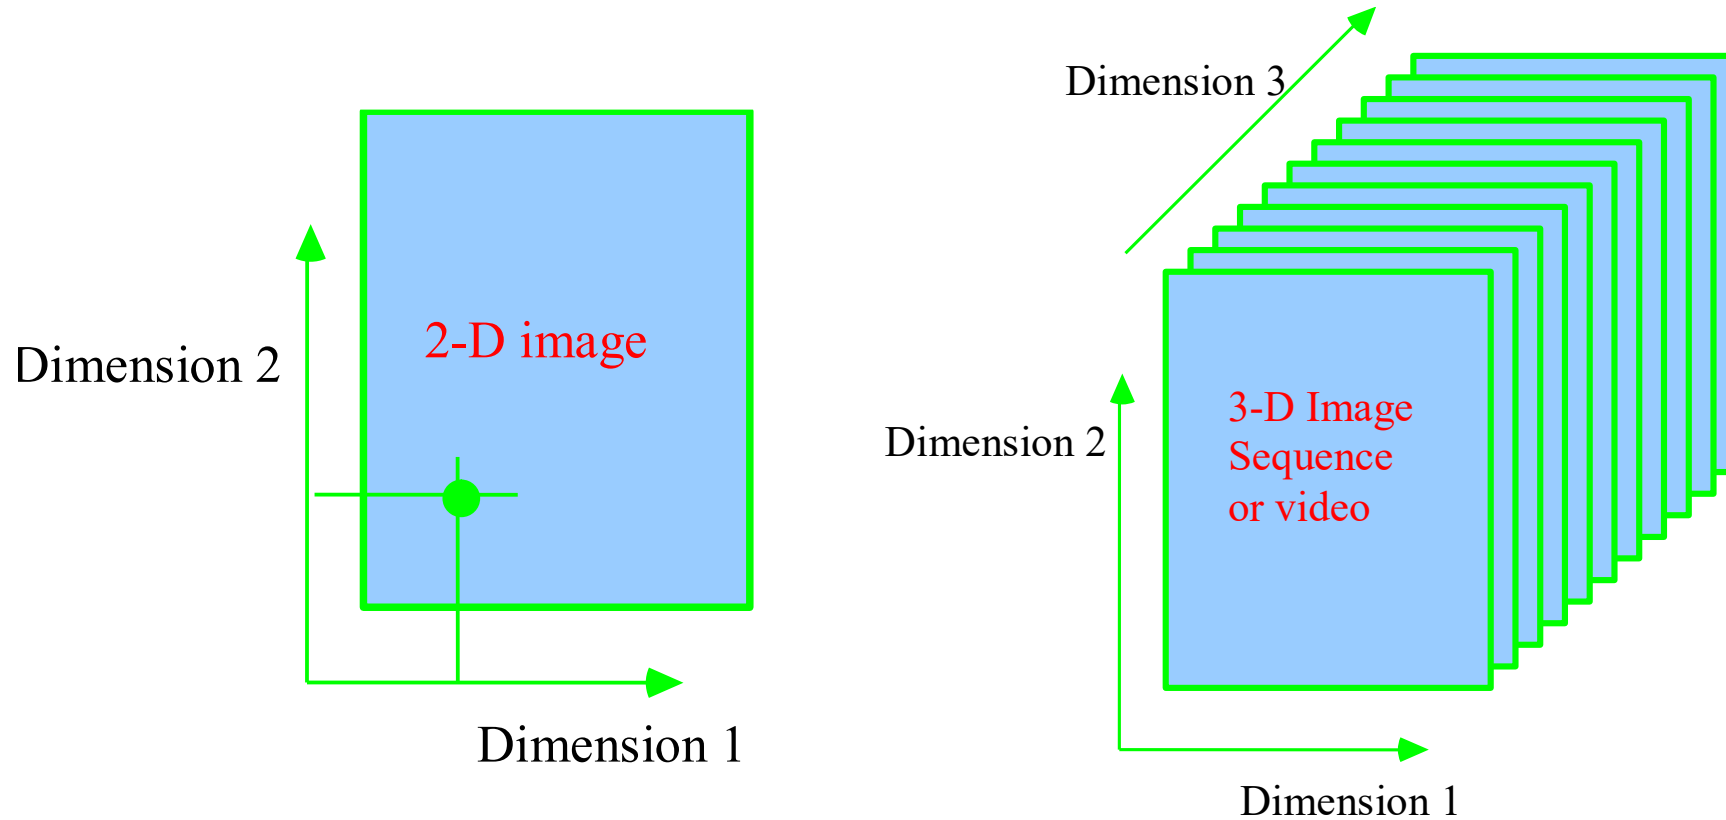 Dimension 2
2-D image
Dimension 1
Dimension 3
Dimension 2
3-D Image
Sequence
or video
Dimension 1